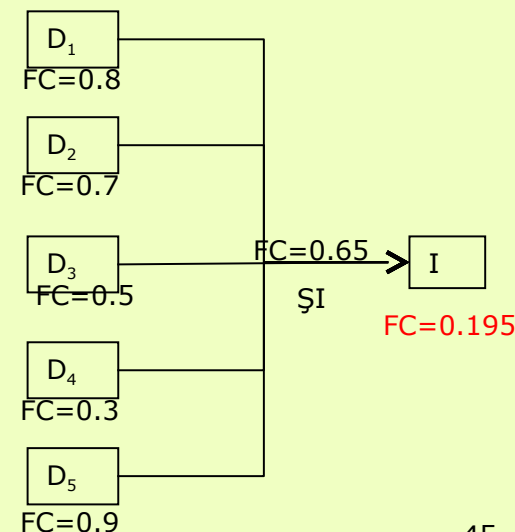 D₁
FC=0.8
D₂
FC=0.7
D₃
FC=0.5
D₄
FC=0.3
D₅
FC=0.9
FC=0.65
ŞI
I
FC=0.195